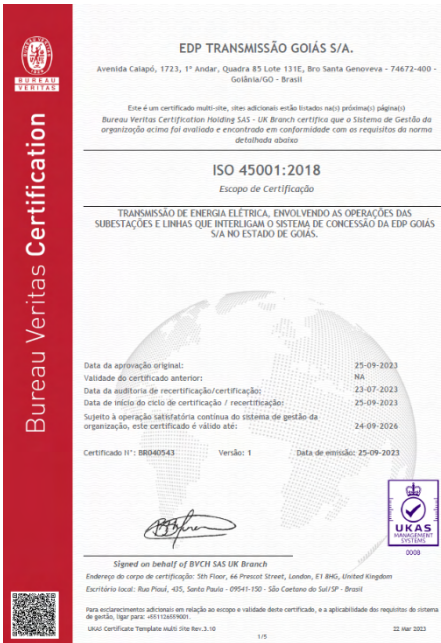 BUREAU
VERITAS
Bureau Veritas Certification
EDP TRANSMISSÃO GOIÁS S/A.
Avenida Caiapó, 1723, 1º Andar, Quadra 85 Lote 131E, Bro Santa Genoveva - 74672-400 -
Goiânia/GO - Brasil
Este é um certificado multi-site, sites adicionais estão listados na(s) próxima(s) página(s)
Bureau Veritas Certification Holding SAS - UK Branch certifica que o Sistema de Gestão da
organização acima foi avaliado e encontrado em conformidade com os requisitos da norma
detalhada abaixo
ISO 45001:2018
Escopo de Certificação
TRANSMISSÃO DE ENERGIA ELÉTRICA, ENVOLVENDO AS OPERAÇÕES DAS
SUBESTAÇÕES E LINHAS QUE INTERLIGAM O SISTEMA DE CONCESSÃO DA EDP GOIÁS
S/A NO ESTADO DE GOIÁS.
Data da aprovação original: 25-09-2023
Validade do certificado anterior: NA
Data da auditoria de recertificação/certificação: 23-07-2023
Data de início do ciclo de certificação / recertificação: 25-09-2023
Sujeito à operação satisfatória contínua do sistema de gestão da
organização, este certificado é válido até: 24-09-2026
Certificado Nº: BR040543 Versão: 1 Data de emissão: 25-09-2023
UKAS
MANAGEMENT
SYSTEMS
0008
Signed on behalf of BVCH SAS UK Branch
Endereço do corpo de certificação: 5th Floor, 66 Prescot Street, London, E1 8HG, United Kingdom
Escritório local: Rua Piauí, 435, Santa Paula - 09541-150 - São Caetano do Sul/SP - Brasil
Para esclarecimentos adicionais em relação ao escopo e validade deste certificado, e a aplicabilidade dos requisitos do sistema
de gestão, ligar para: +551126559001.
UKAS Certificate Template Multi Site Rev.3.10 22 Mar 2023
1/5